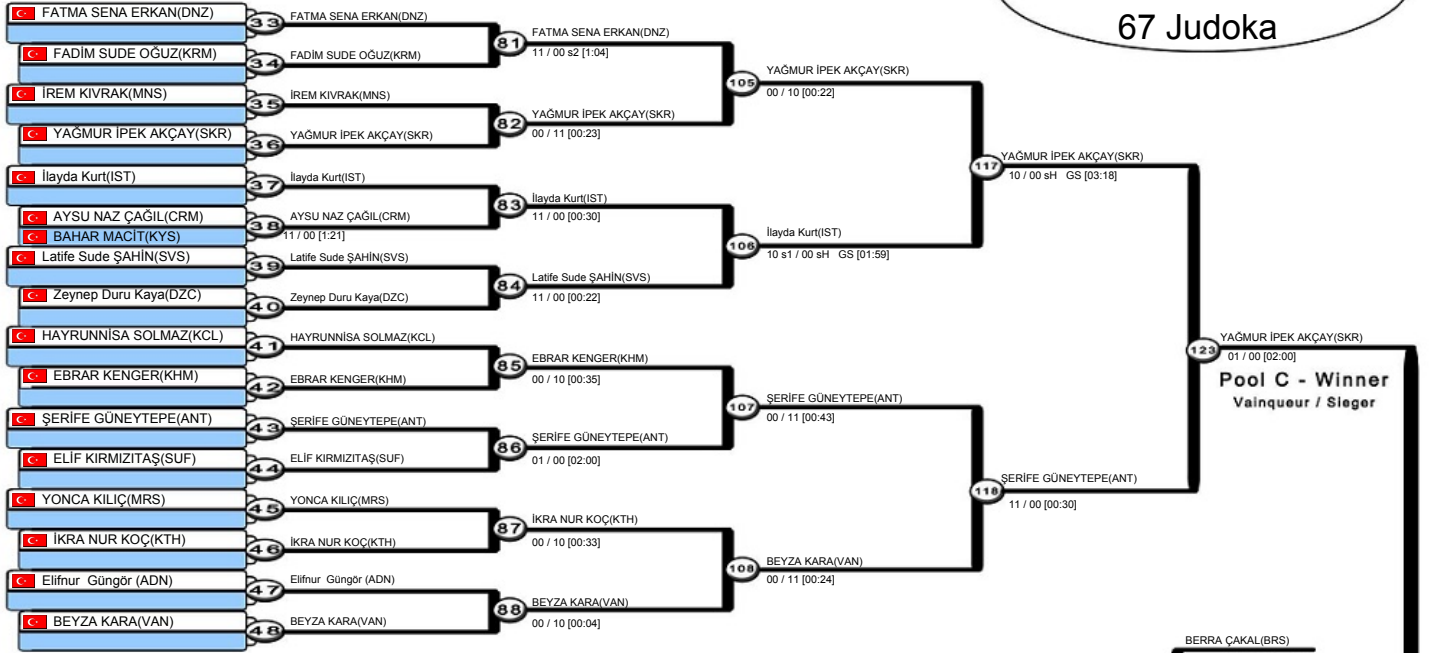 67 Judoka
FATMA SENA ERKAN(DNZ)
33
FADİM SUDE OĞUZ(KRM)
34
İREM KIVRAK(MNS)
35
YAĞMUR İPEK AKÇAY(SKR)
36
İlayda Kurt(IST)
37
AYSU NAZ ÇAĞIL(CRM)
BAHAR MACİT(KYS)
38
Latife Sude ŞAHİN(SVS)
39
Zeynep Duru Kaya(DZC)
40
HAYRUNNİSA SOLMAZ(KCL)
41
EBRAR KENGER(KHM)
42
ŞERİFE GÜNEYTEPE(ANT)
43
ELİF KIRMIZITAŞ(SUF)
44
YONCA KILIÇ(MRS)
45
İKRA NUR KOÇ(KTH)
46
Elifnur Güngör (ADN)
47
BEYZA KARA(VAN)
48
FATMA SENA ERKAN(DNZ)
FADİM SUDE OĞUZ(KRM)
81
İREM KIVRAK(MNS)
YAĞMUR İPEK AKÇAY(SKR)
82
İlayda Kurt(IST)
AYSU NAZ ÇAĞIL(CRM)
11 / 00 [1:21]
83
Latife Sude ŞAHİN(SVS)
Zeynep Duru Kaya(DZC)
84
HAYRUNNİSA SOLMAZ(KCL)
EBRAR KENGER(KHM)
85
ŞERİFE GÜNEYTEPE(ANT)
ELİF KIRMIZITAŞ(SUF)
86
YONCA KILIÇ(MRS)
İKRA NUR KOÇ(KTH)
87
Elifnur Güngör (ADN)
BEYZA KARA(VAN)
88
FATMA SENA ERKAN(DNZ)
11 / 00 s2 [1:04]
YAĞMUR İPEK AKÇAY(SKR)
00 / 11 [00:23]
105
İlayda Kurt(IST)
11 / 00 [00:30]
Latife Sude ŞAHİN(SVS)
11 / 00 [00:22]
106
EBRAR KENGER(KHM)
00 / 10 [00:35]
ŞERİFE GÜNEYTEPE(ANT)
01 / 00 [02:00]
107
İKRA NUR KOÇ(KTH)
00 / 10 [00:33]
BEYZA KARA(VAN)
00 / 10 [00:04]
108
YAĞMUR İPEK AKÇAY(SKR)
00 / 10 [00:22]
İlayda Kurt(IST)
10 s1 / 00 sH GS [01:59]
117
ŞERİFE GÜNEYTEPE(ANT)
00 / 11 [00:43]
BEYZA KARA(VAN)
00 / 11 [00:24]
118
YAĞMUR İPEK AKÇAY(SKR)
10 / 00 sH GS [03:18]
ŞERİFE GÜNEYTEPE(ANT)
11 / 00 [00:30]
123
YAĞMUR İPEK AKÇAY(SKR)
01 / 00 [02:00]
Pool C - Winner
Vainqueur / Sieger
BERRA ÇAKAL(BRS)